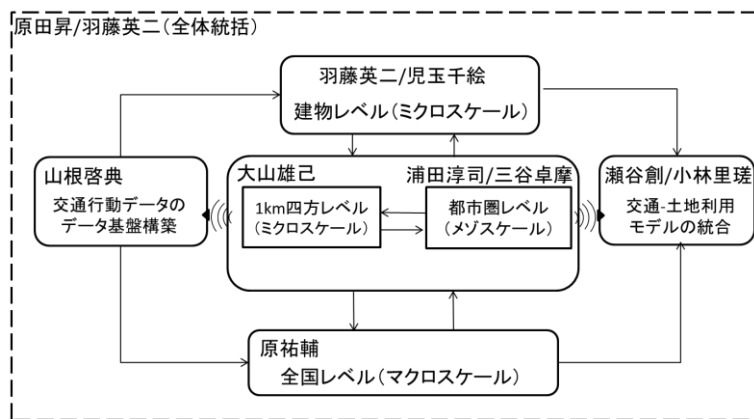 原田昇/羽藤英二(全体統括)
羽藤英二/児玉千絵
建物レベル(ミクロスケール)
山根啓典
交通行動データの
データ基盤構築
大山雄己
1km四方レベル
(ミクロスケール)
浦田淳司/三谷卓摩
都市圏レベル
(メゾスケール)
瀬谷創/小林里瑳
交通-土地利用
モデルの統合
原祐輔
全国レベル(マクロスケール)